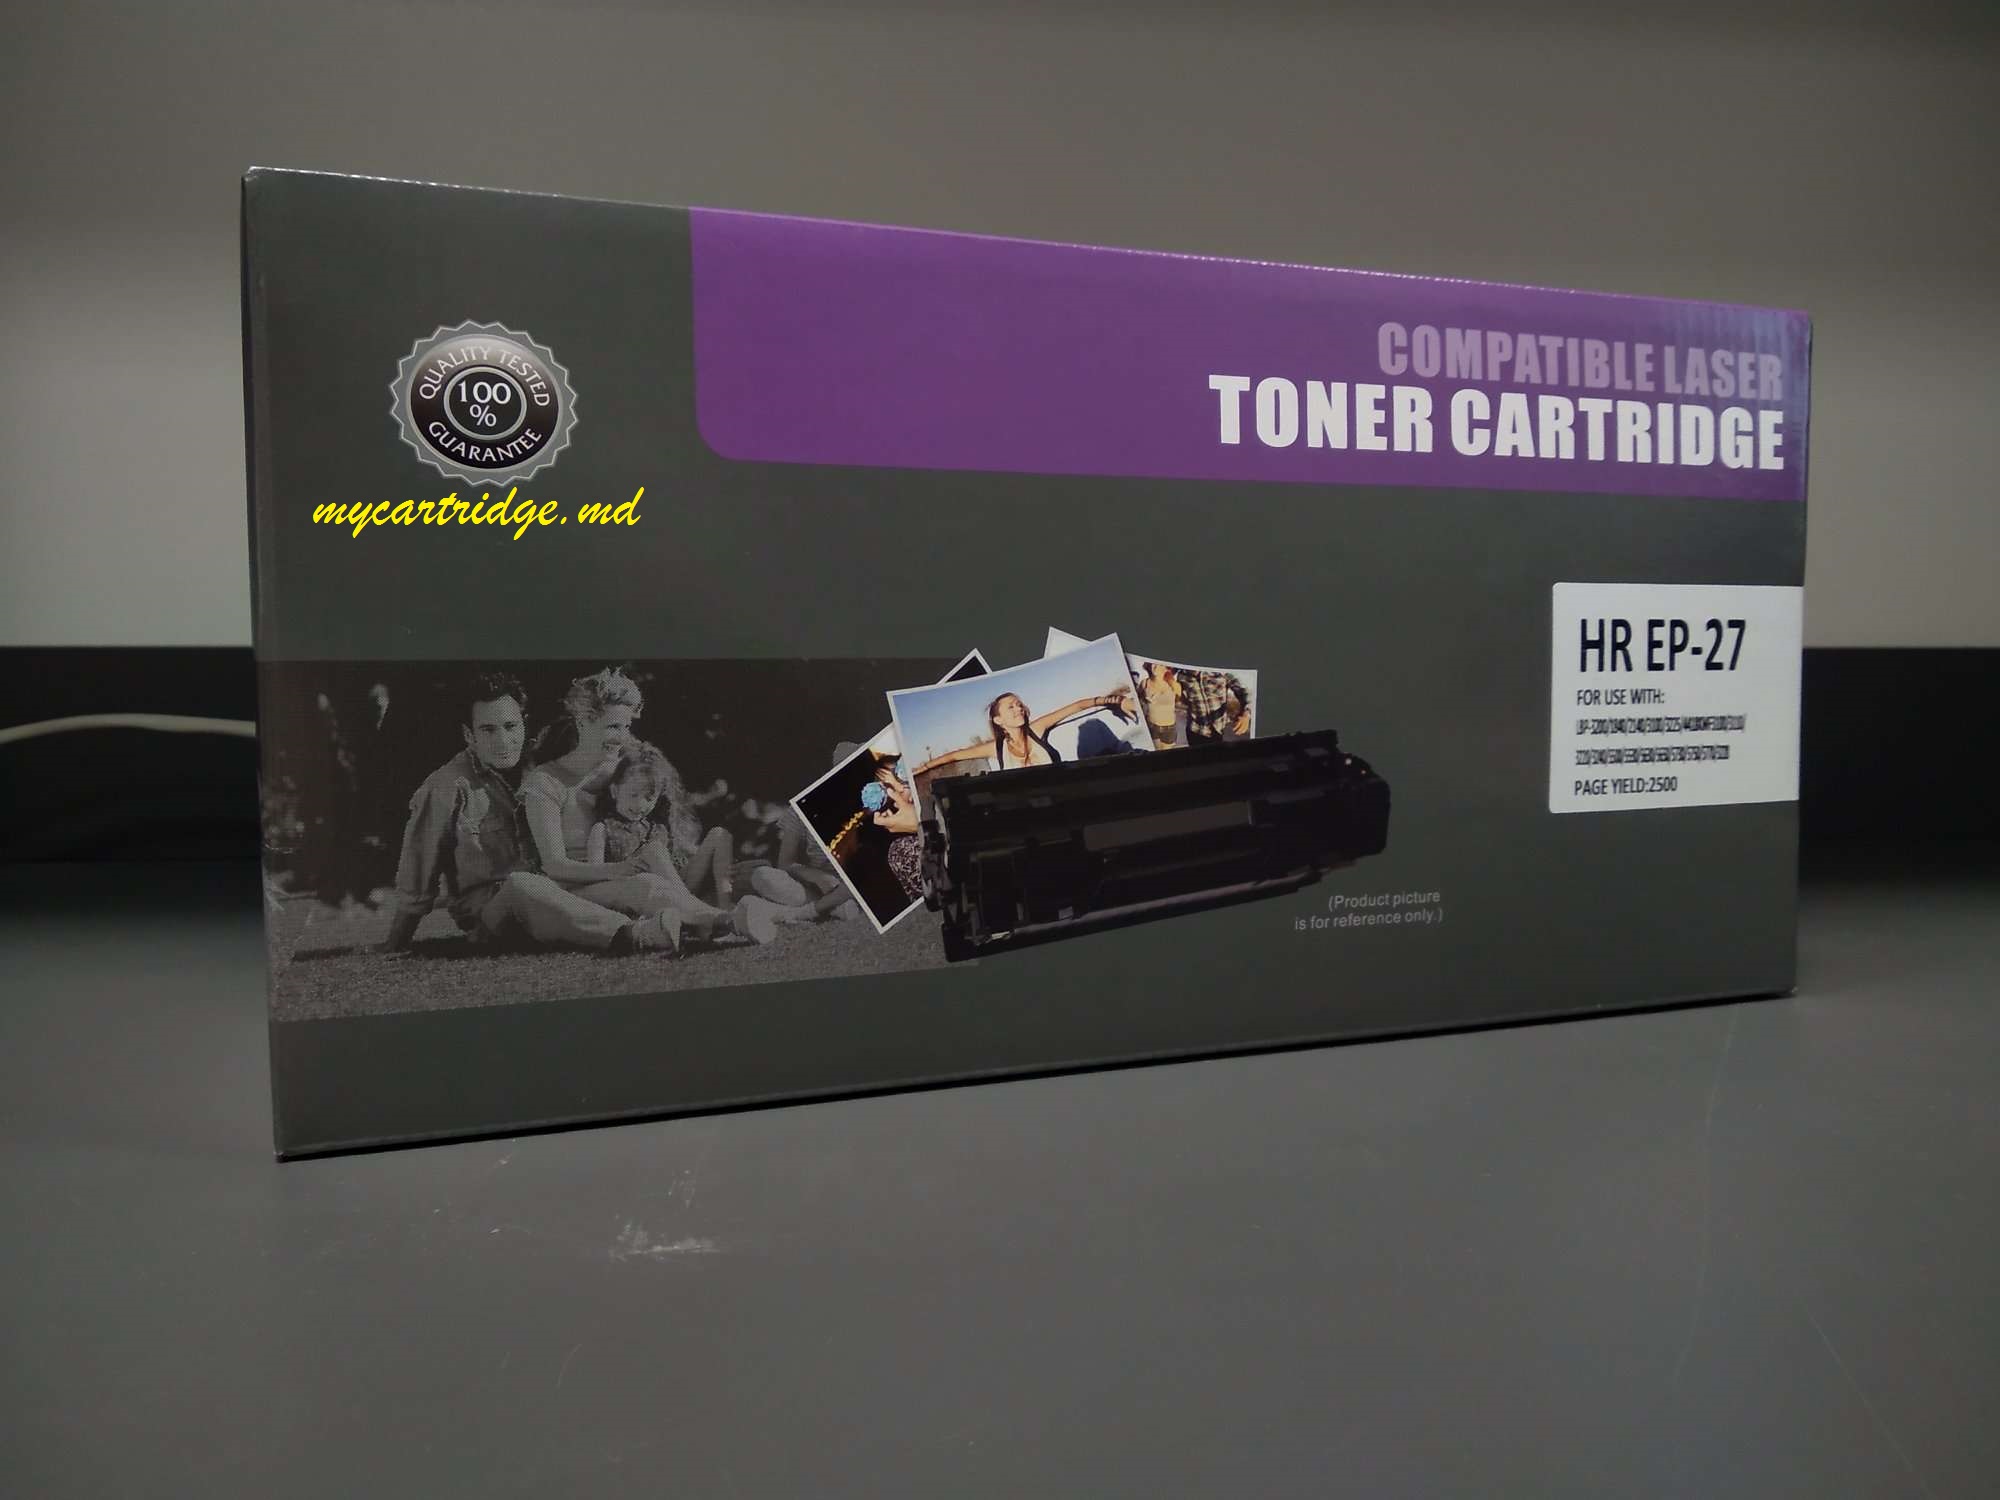 COMPATIBLE LASER
TONER CARTRIDGE
QUALITY TESTED
100
%
GUARANTEE
mycartridge.md
HR EP-27
FOR USE WITH:
PAGE YIELD:2500
(Product picture
is for reference only.)